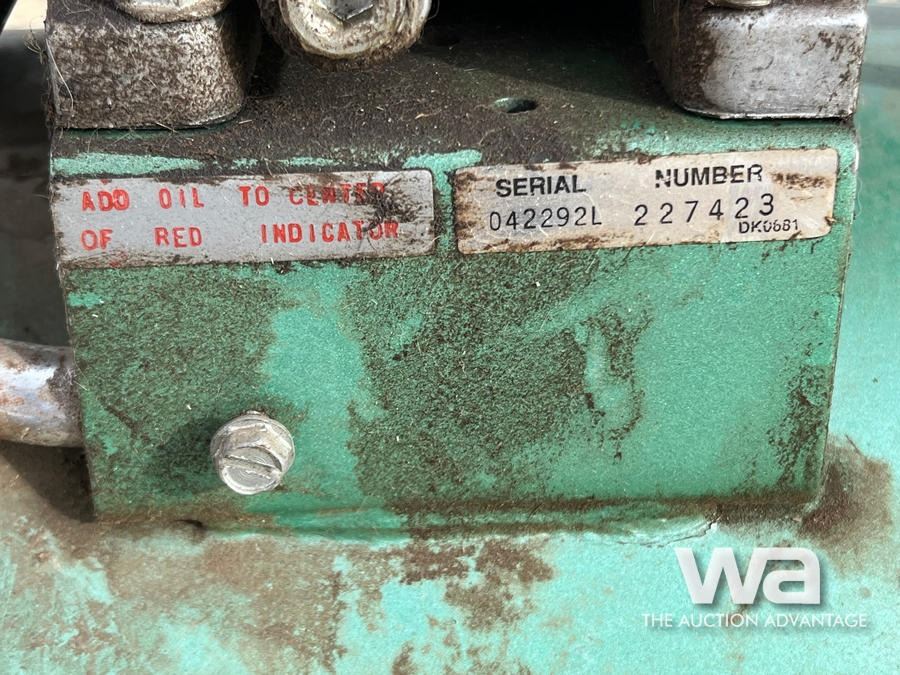 ADD OIL TO CENTER
OF RED INDICATOR
SERIAL NUMBER
042292L 227423
DK0681
wa
THE AUCTION ADVANTAGE